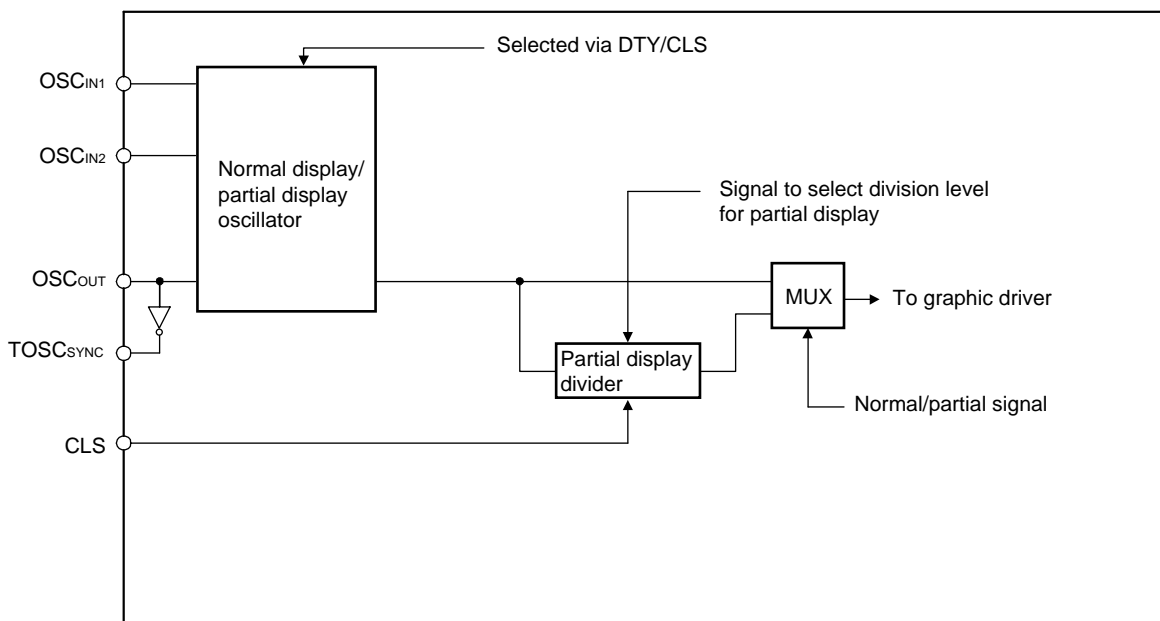 Selected via DTY/CLS
OSCIN1
OSCIN2
Normal display/
partial display
oscillator
Signal to select division level
for partial display
OSCOUT
MUX
To graphic driver
TOSCSYNC
Partial display
divider
Normal/partial signal
CLS